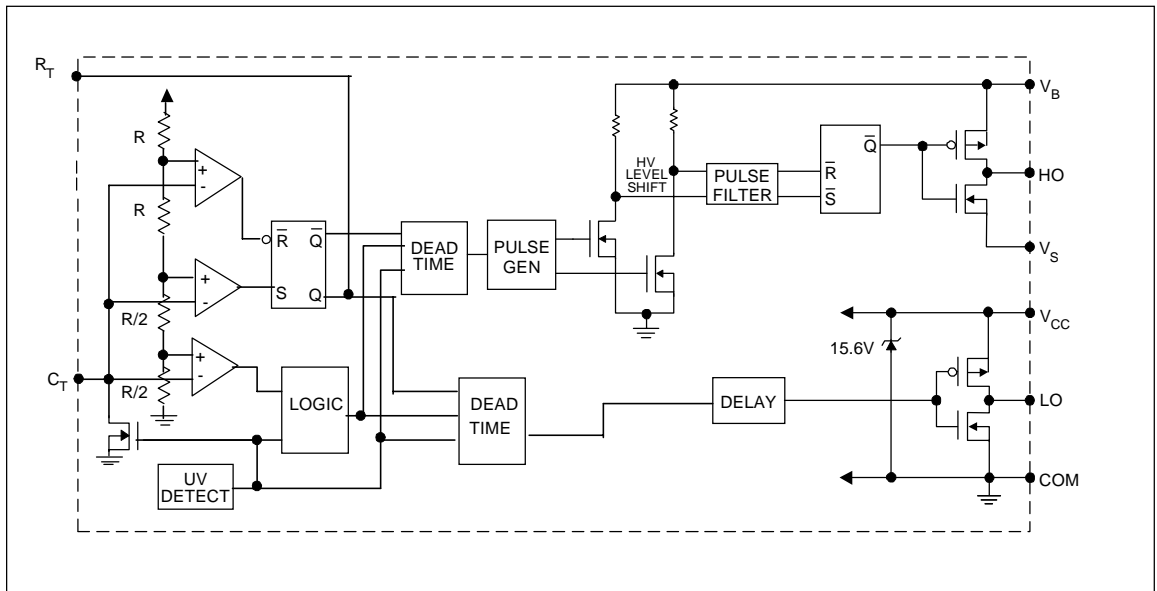 R_T
V_B
R
+
-
HV
LEVEL
SHIFT
PULSE
FILTER
R̅
S̅
Q̅
HO
R
R̅
Q̅
S
Q
DEAD
TIME
PULSE
GEN
V_S
+
-
R/2
V_CC
15.6V
+
-
C_T
R/2
LOGIC
DEAD
TIME
DELAY
LO
UV
DETECT
COM